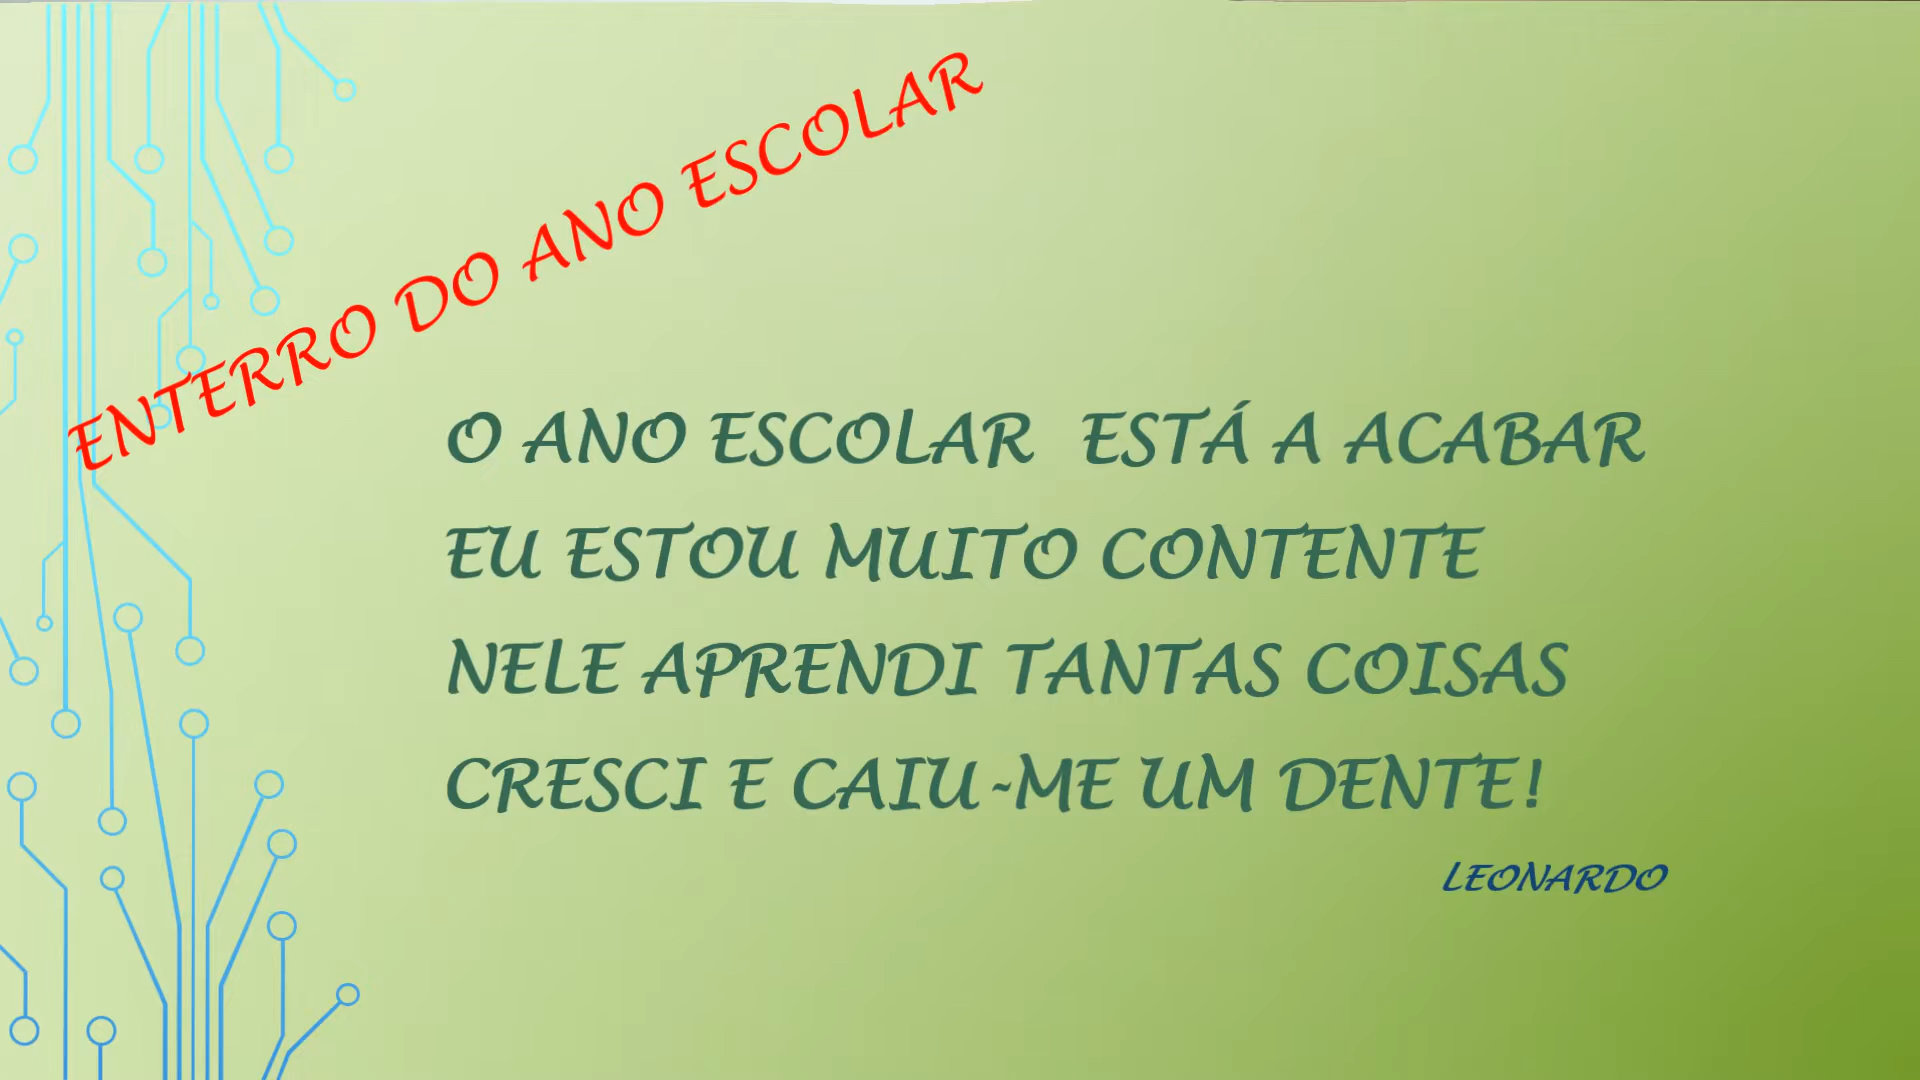 ENTERRO DO ANO ESCOLAR
O ANO ESCOLAR ESTÁ A ACABAR
EU ESTOU MUITO CONTENTE
NELE APRENDI TANTAS COISAS
CRESCI E CAIU-ME UM DENTE!
LEONARDO